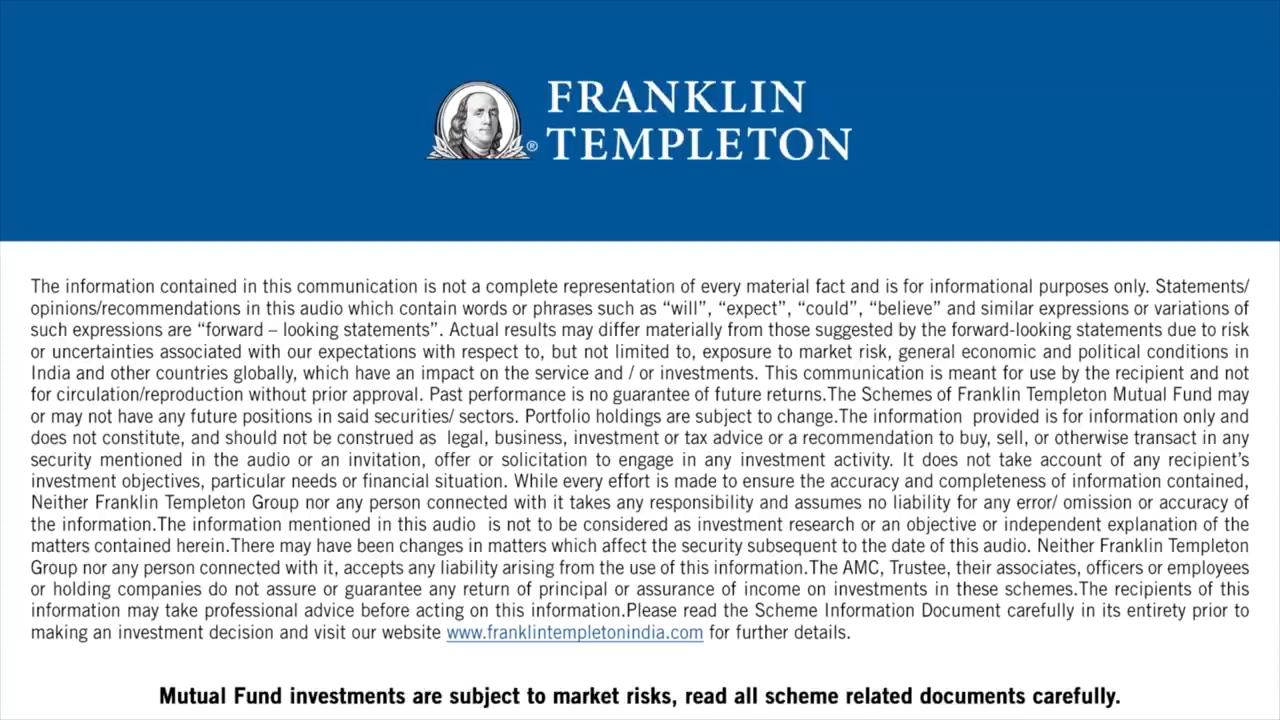 FRANKLIN
TEMPLETON
®
The information contained in this communication is not a complete representation of every material fact and is for informational purposes only. Statements/
opinions/recommendations in this audio which contain words or phrases such as “will”, “expect”, “could”, “believe” and similar expressions or variations of
such expressions are “forward – looking statements”. Actual results may differ materially from those suggested by the forward-looking statements due to risk
or uncertainties associated with our expectations with respect to, but not limited to, exposure to market risk, general economic and political conditions in
India and other countries globally, which have an impact on the service and / or investments. This communication is meant for use by the recipient and not
for circulation/reproduction without prior approval. Past performance is no guarantee of future returns.The Schemes of Franklin Templeton Mutual Fund may
or may not have any future positions in said securities/ sectors. Portfolio holdings are subject to change.The information  provided is for information only and
does not constitute, and should not be construed as  legal, business, investment or tax advice or a recommendation to buy, sell, or otherwise transact in any
security mentioned in the audio or an invitation, offer or solicitation to engage in any investment activity. It does not take account of any recipient’s
investment objectives, particular needs or financial situation. While every effort is made to ensure the accuracy and completeness of information contained,
Neither Franklin Templeton Group nor any person connected with it takes any responsibility and assumes no liability for any error/ omission or accuracy of
the information.The information mentioned in this audio  is not to be considered as investment research or an objective or independent explanation of the
matters contained herein.There may have been changes in matters which affect the security subsequent to the date of this audio. Neither Franklin Templeton
Group nor any person connected with it, accepts any liability arising from the use of this information.The AMC, Trustee, their associates, officers or employees
or holding companies do not assure or guarantee any return of principal or assurance of income on investments in these schemes.The recipients of this
information may take professional advice before acting on this information.Please read the Scheme Information Document carefully in its entirety prior to
making an investment decision and visit our website www.franklintempletonindia.com for further details.
Mutual Fund investments are subject to market risks, read all scheme related documents carefully.